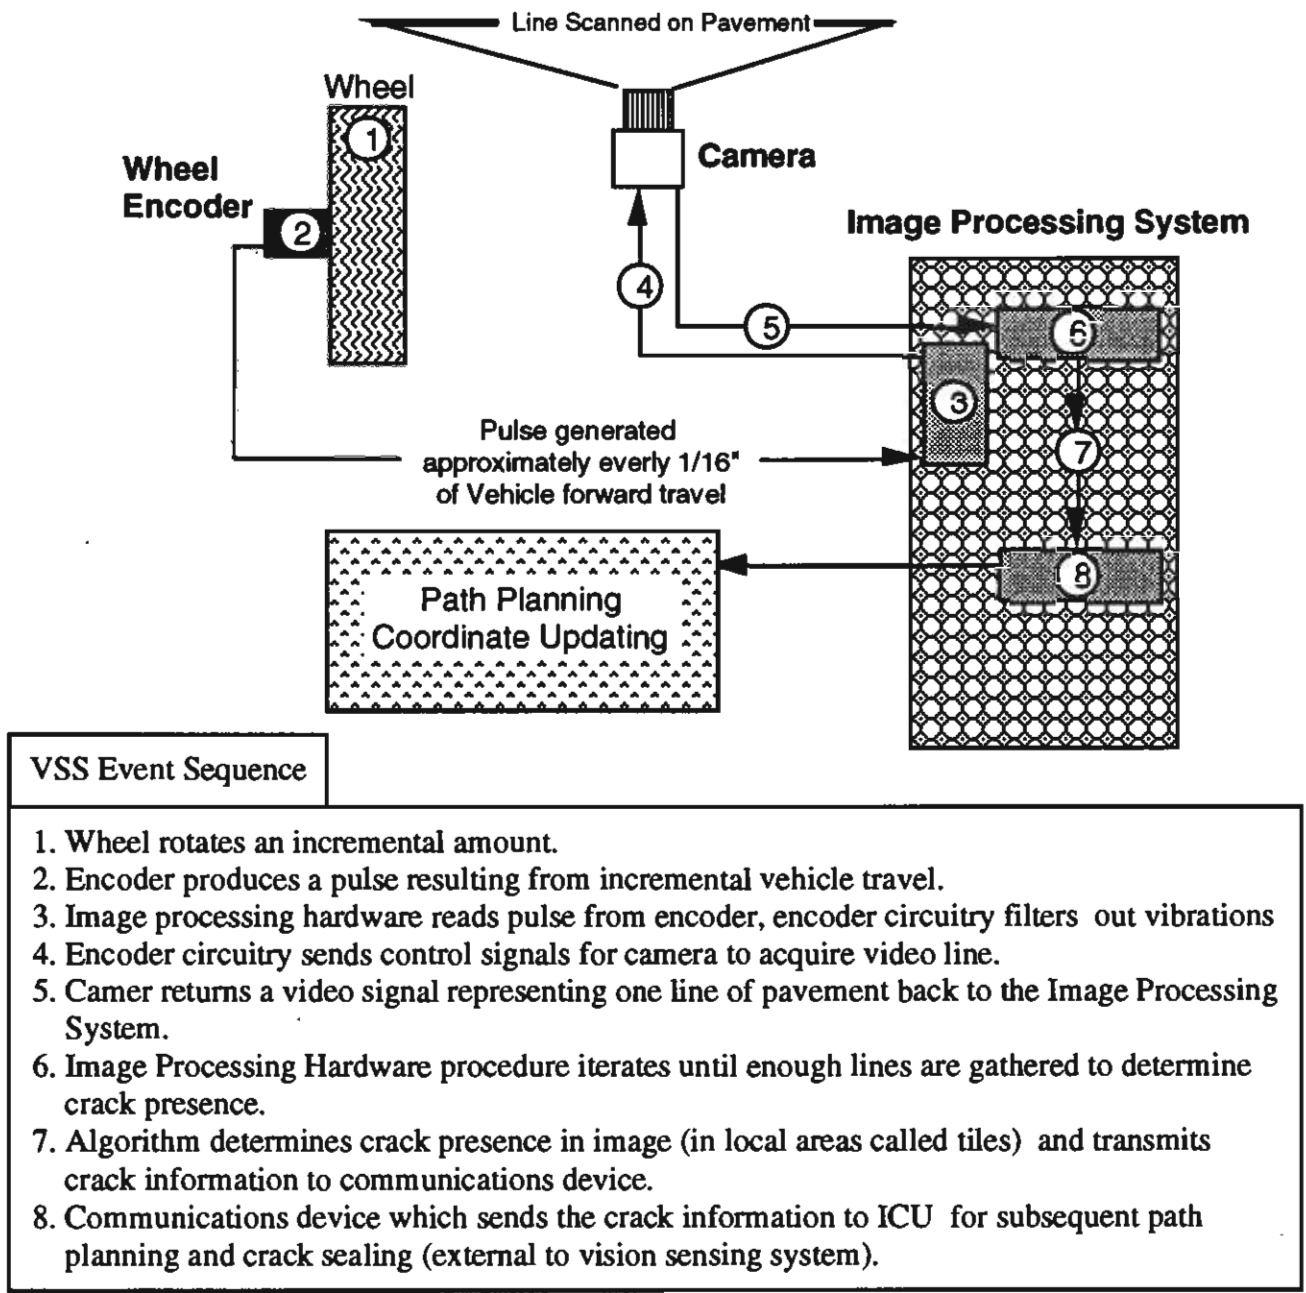 Line Scanned on Pavement
Wheel
1
Camera
Wheel
Encoder
2
Image Processing System
4
5
6
3
Pulse generated
approximately everly 1/16"
of Vehicle forward travel
7
8
Path Planning
Coordinate Updating
VSS Event Sequence
1. Wheel rotates an incremental amount.
2. Encoder produces a pulse resulting from incremental vehicle travel.
3. Image processing hardware reads pulse from encoder, encoder circuitry filters out vibrations
4. Encoder circuitry sends control signals for camera to acquire video line.
5. Camer returns a video signal representing one line of pavement back to the Image Processing
System.
6. Image Processing Hardware procedure iterates until enough lines are gathered to determine
crack presence.
7. Algorithm determines crack presence in image (in local areas called tiles) and transmits
crack information to communications device.
8. Communications device which sends the crack information to ICU for subsequent path
planning and crack sealing (external to vision sensing system).